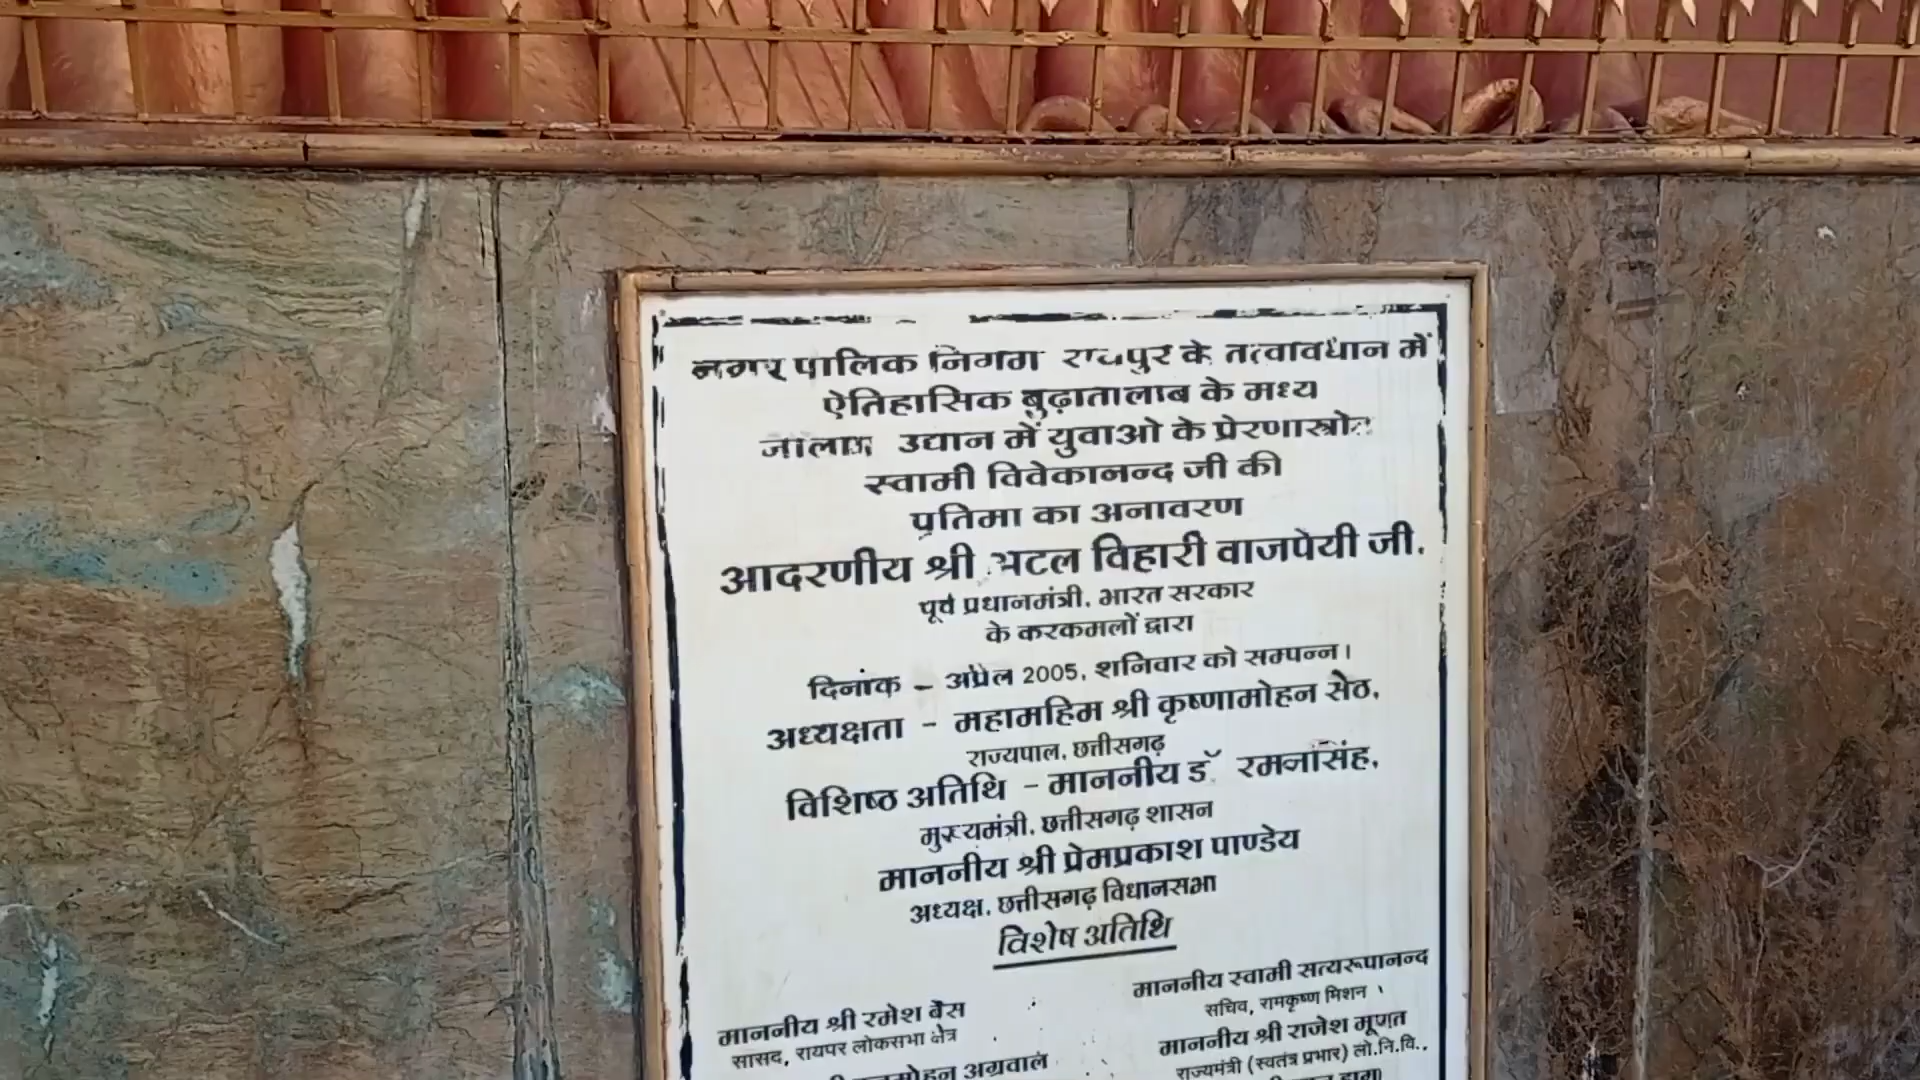 नगर पालिक निगम रायपुर के तत्वावधान में
ऐतिहासिक बुढ़ातालाब के मध्य
उद्यान में युवाओ के प्रेरणास्रोत
स्वामी विवेकानन्द जी की
प्रतिमा का अनावरण
आदरणीय श्री अटल विहारी वाजपेयी जी.
पूर्व प्रधानमंत्री. भारत सरकार
के करकमलों द्वारा
दिनांक - अप्रेल 2005, शनिवार को सम्पन्न।
अध्यक्षता - महामहिम श्री कृष्णामोहन सेठ,
राज्यपाल, छत्तीसगढ़
विशिष्ठ अतिथि - माननीय डॉ रमनसिंह,
मुख्यमंत्री, छत्तीसगढ़ शासन
माननीय श्री प्रेमप्रकाश पाण्डेय
अध्यक्ष. छत्तीसगढ़ विधानसभा
विशेष अतिथि
माननीय श्री रमेश बैस
सासद, रायपर लोकसभा क्षेत्र
अग्रवाल
माननीय स्वामी सत्यरूपानन्द
सचिव, रामकृष्ण मिशन
माननीय श्री राजेश मूणत
राज्यमंत्री (स्वतंत्र प्रभार) लो.नि.वि.,